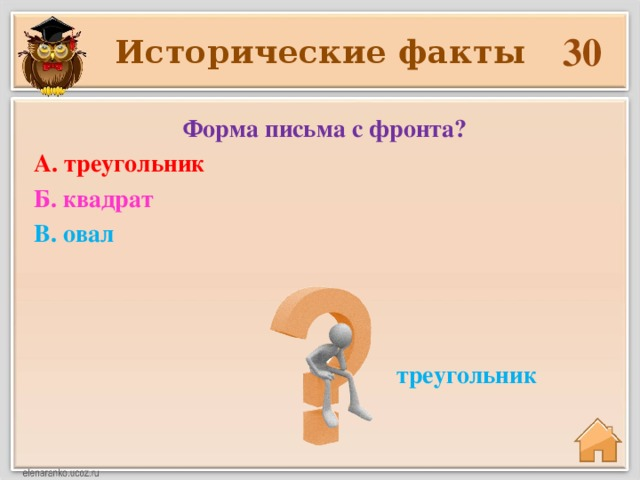 Исторические факты 30
Форма письма с фронта?
А. треугольник
Б. квадрат
В. овал
треугольник
elenaranko.ucoz.ru